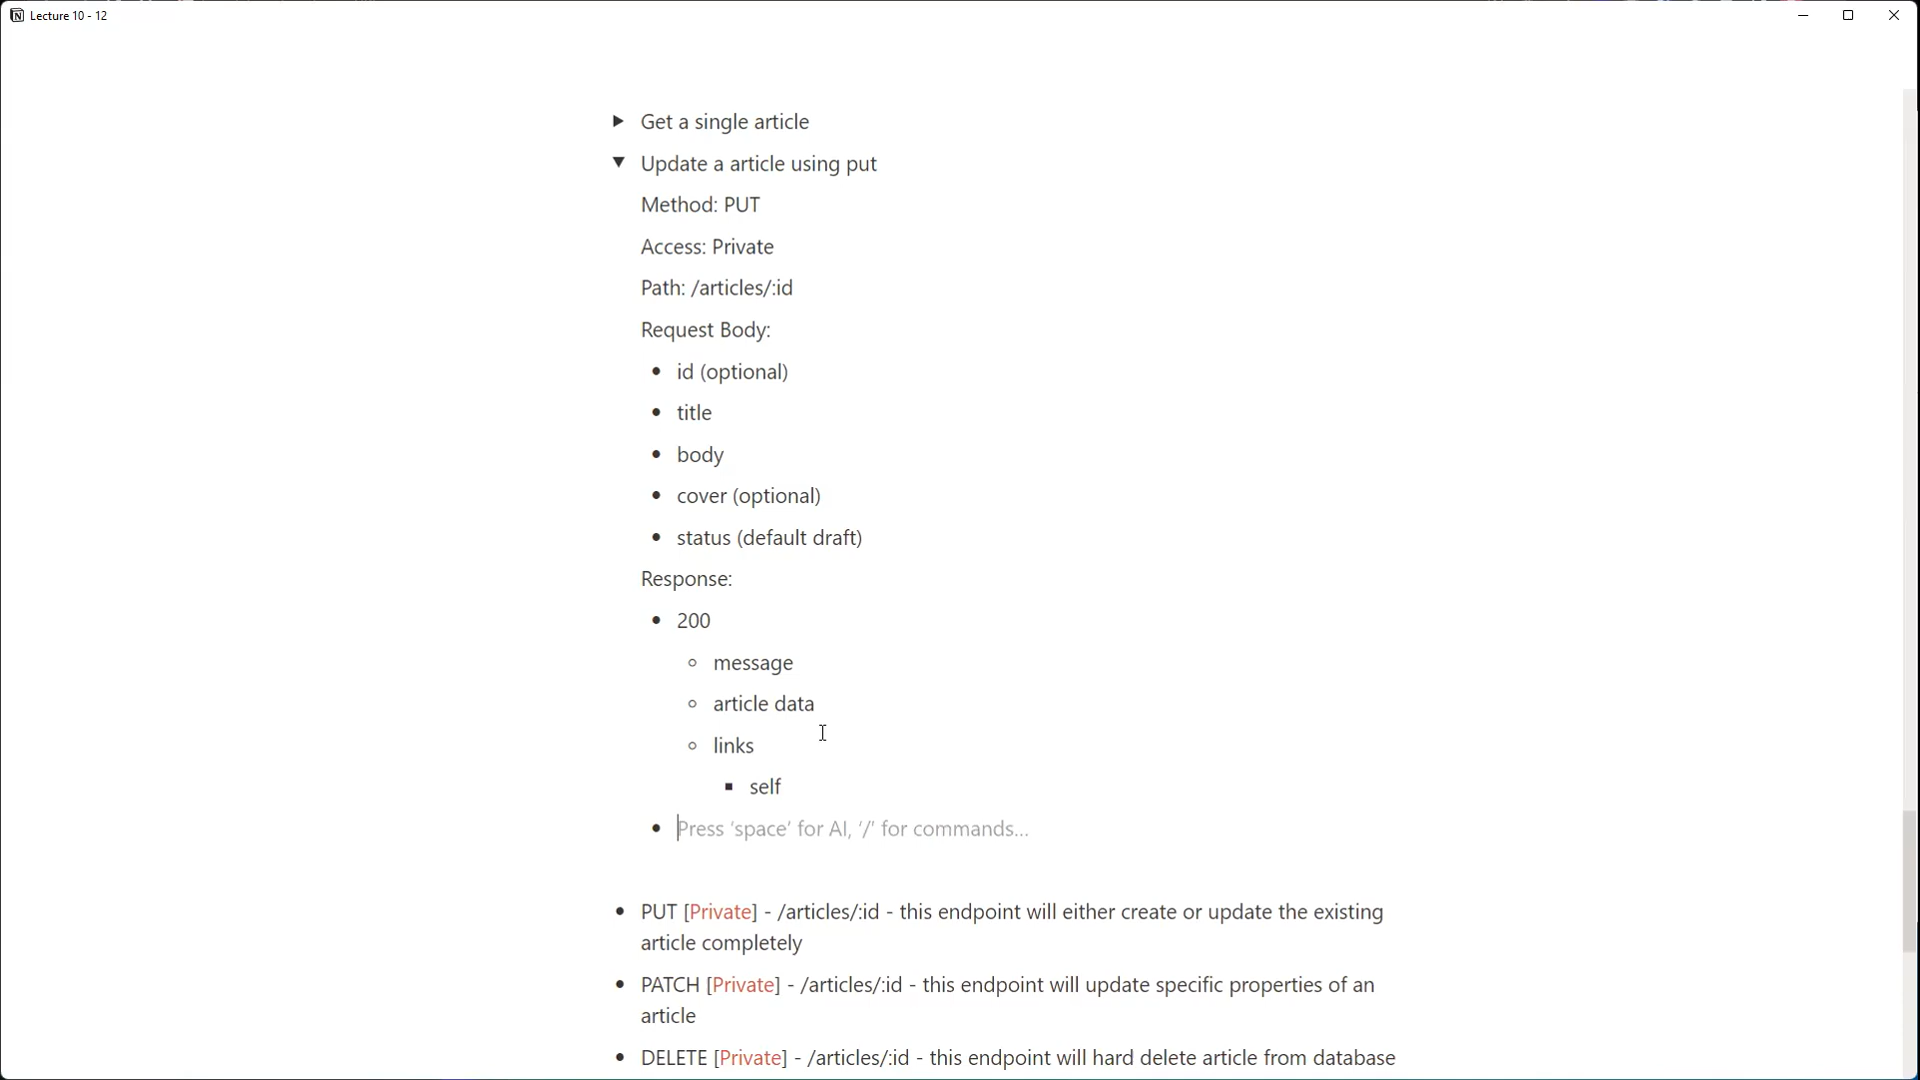 Lecture 10 - 12
Get a single article
Update a article using put
Method: PUT
Access: Private
Path: /articles/:id
Request Body:
id (optional)
title
body
cover (optional)
status (default draft)
Response:
200
message
article data
links
self
Press ‘space’ for AI, ‘/’ for commands...
PUT [Private] - /articles/:id - this endpoint will either create or update the existing
article completely
PATCH [Private] - /articles/:id - this endpoint will update specific properties of an
article
DELETE [Private] - /articles/:id - this endpoint will hard delete article from database